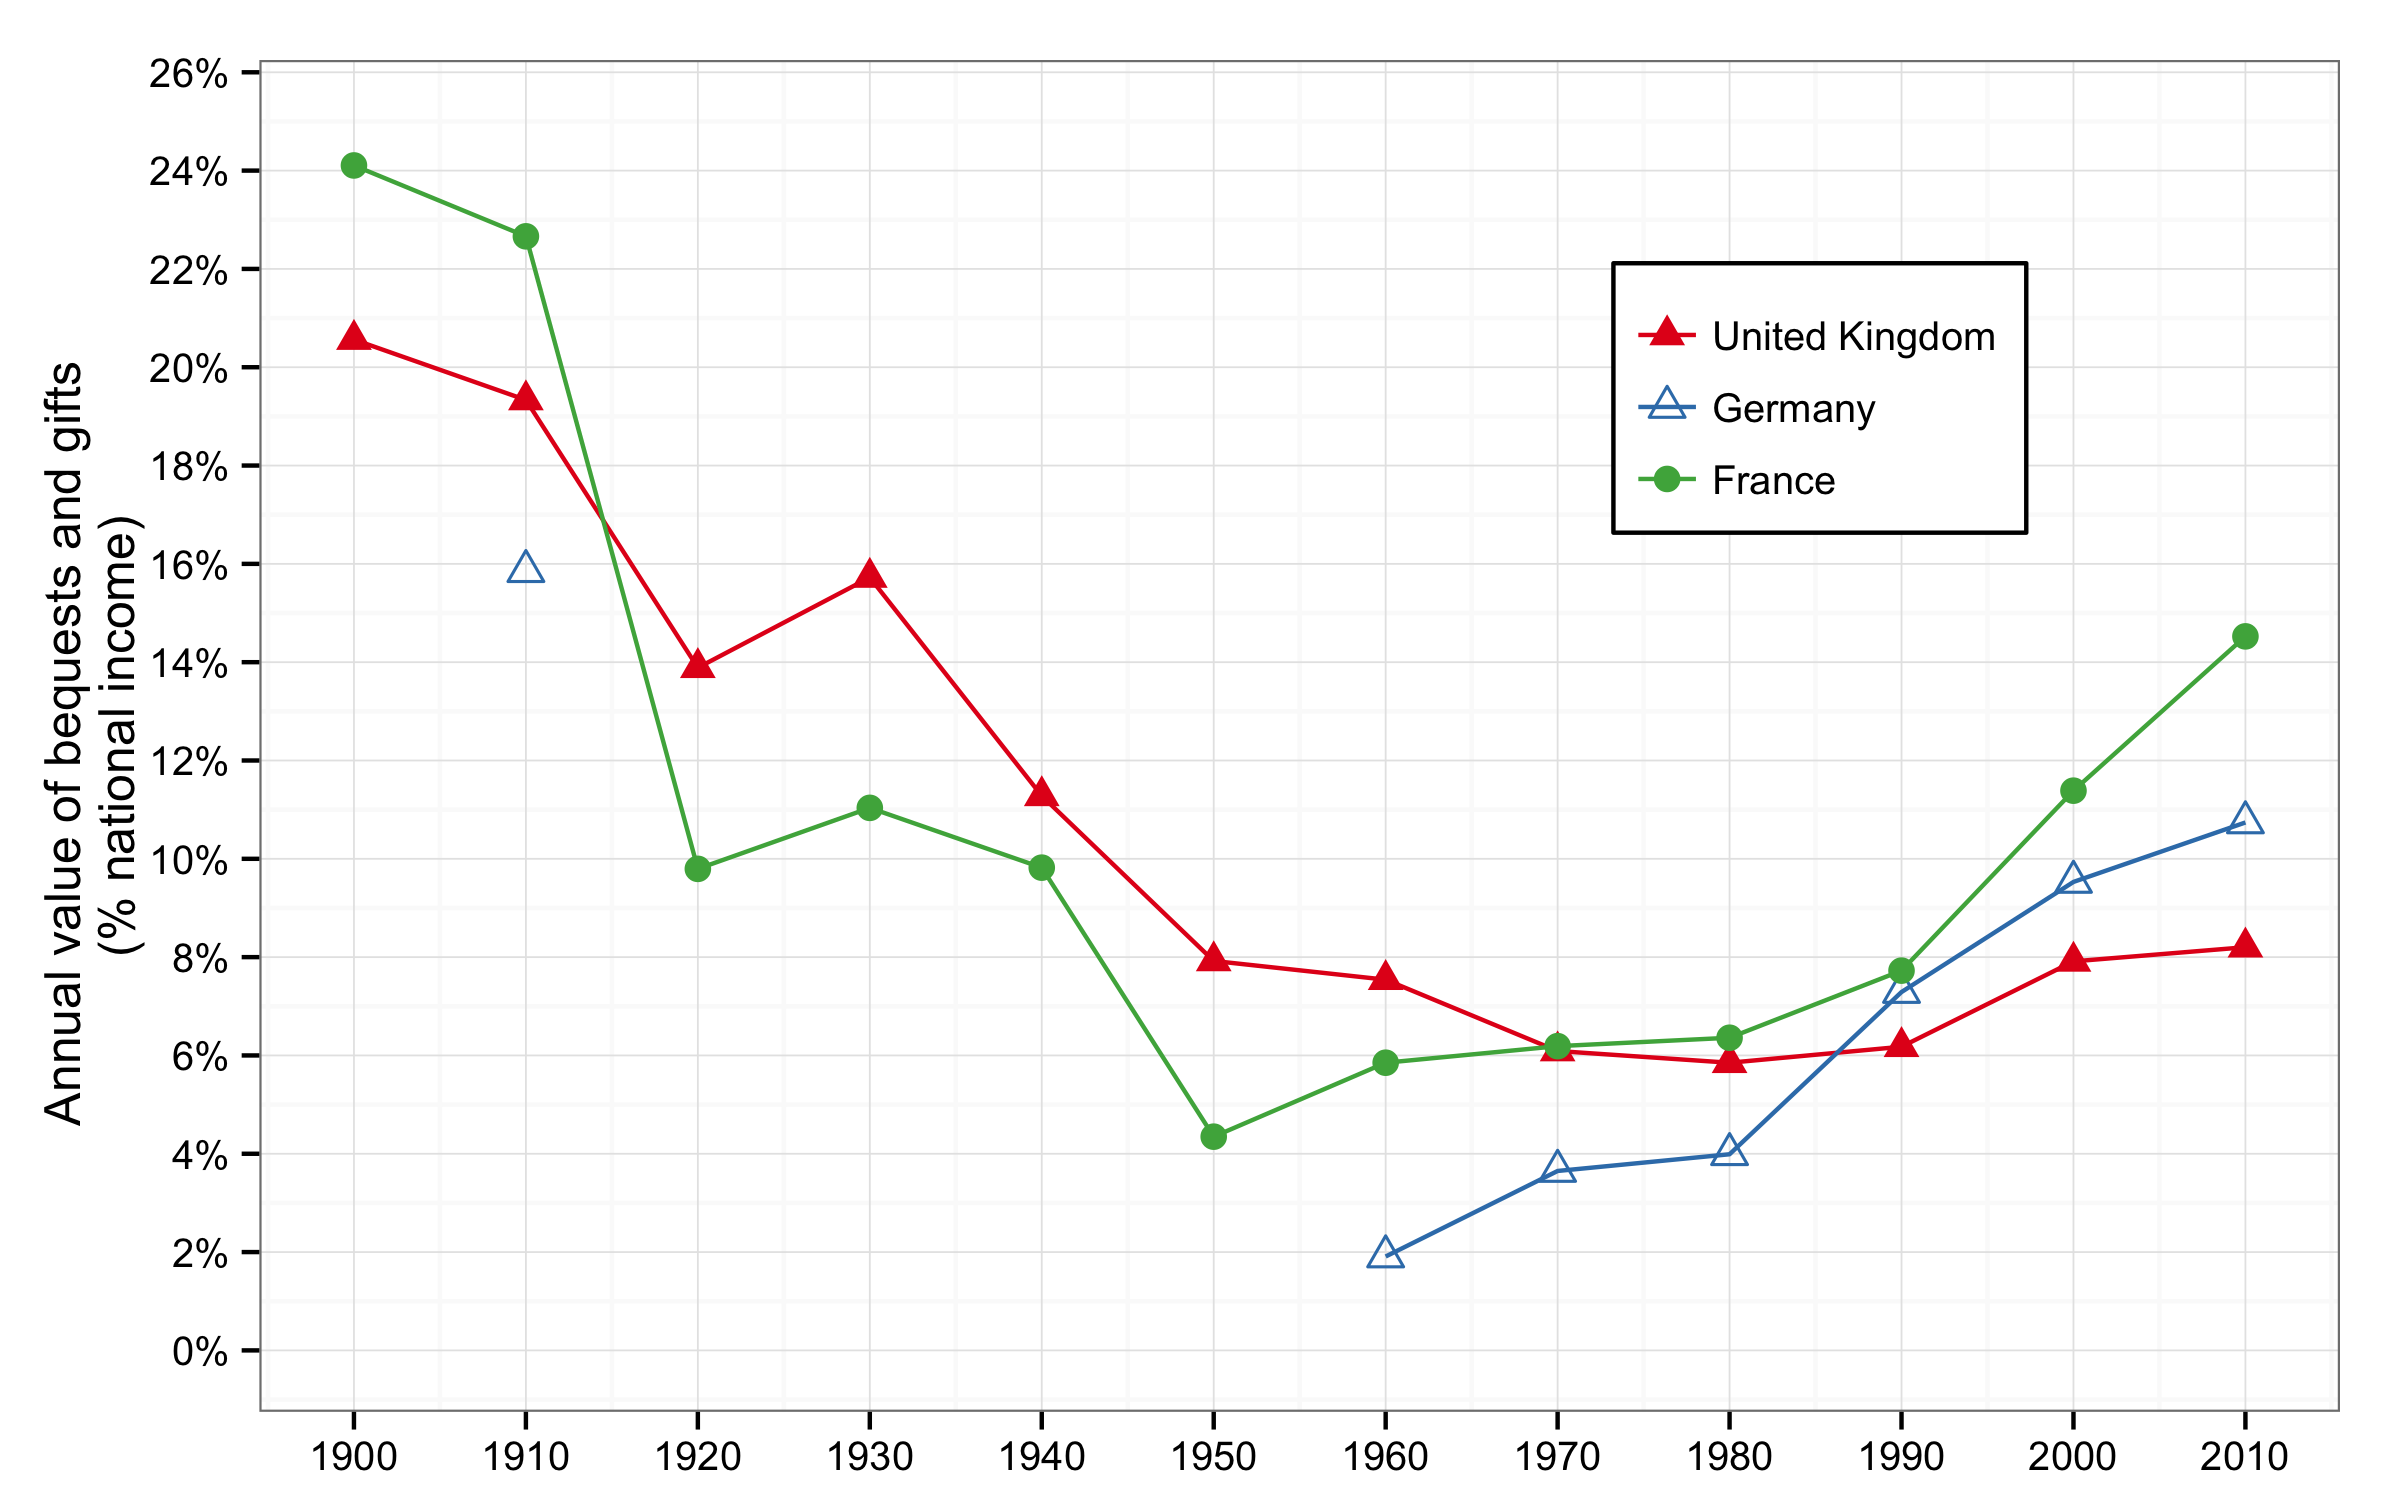 Annual value of bequests and gifts
(% national income)
26%
24%
22%
20%
18%
16%
14%
12%
10%
8%
6%
4%
2%
0%
United Kingdom
Germany
France
1900 1910 1920 1930 1940 1950 1960 1970 1980 1990 2000 2010